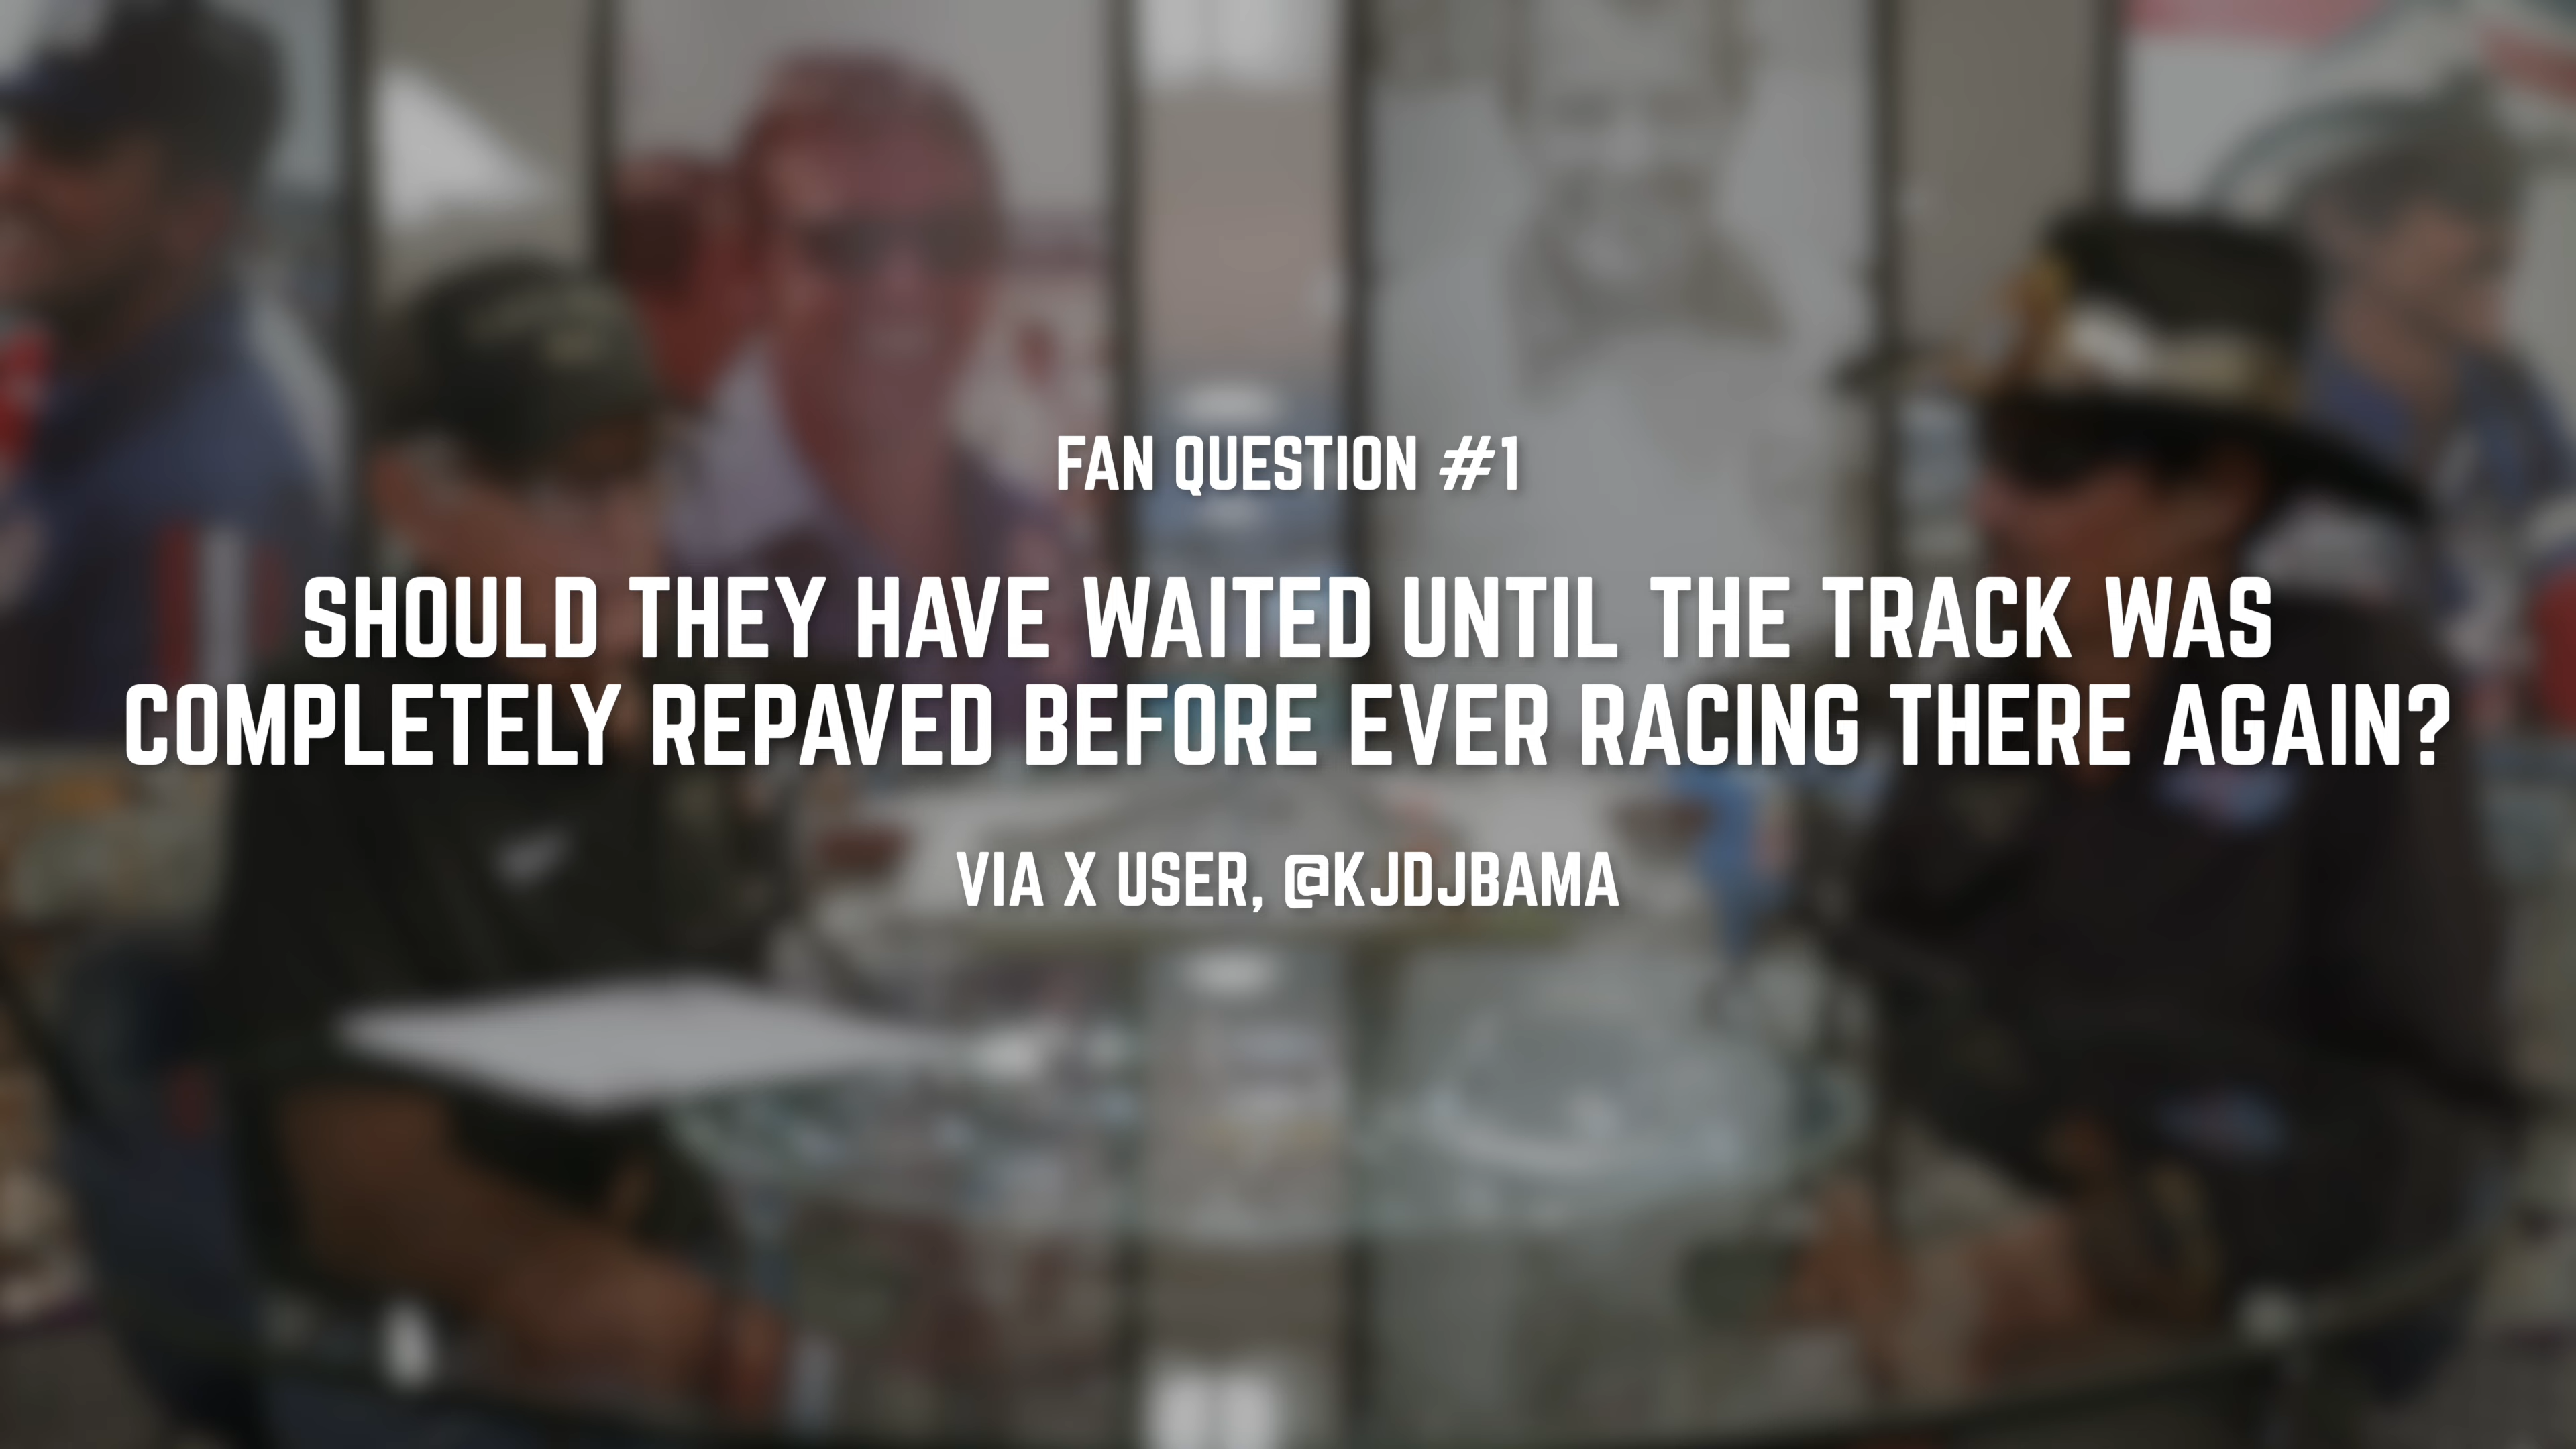 FAN QUESTION #1
SHOULD THEY HAVE WAITED UNTIL THE TRACK WAS
COMPLETELY REPAVED BEFORE EVER RACING THERE AGAIN?
VIA X USER, @KJDJBAMA